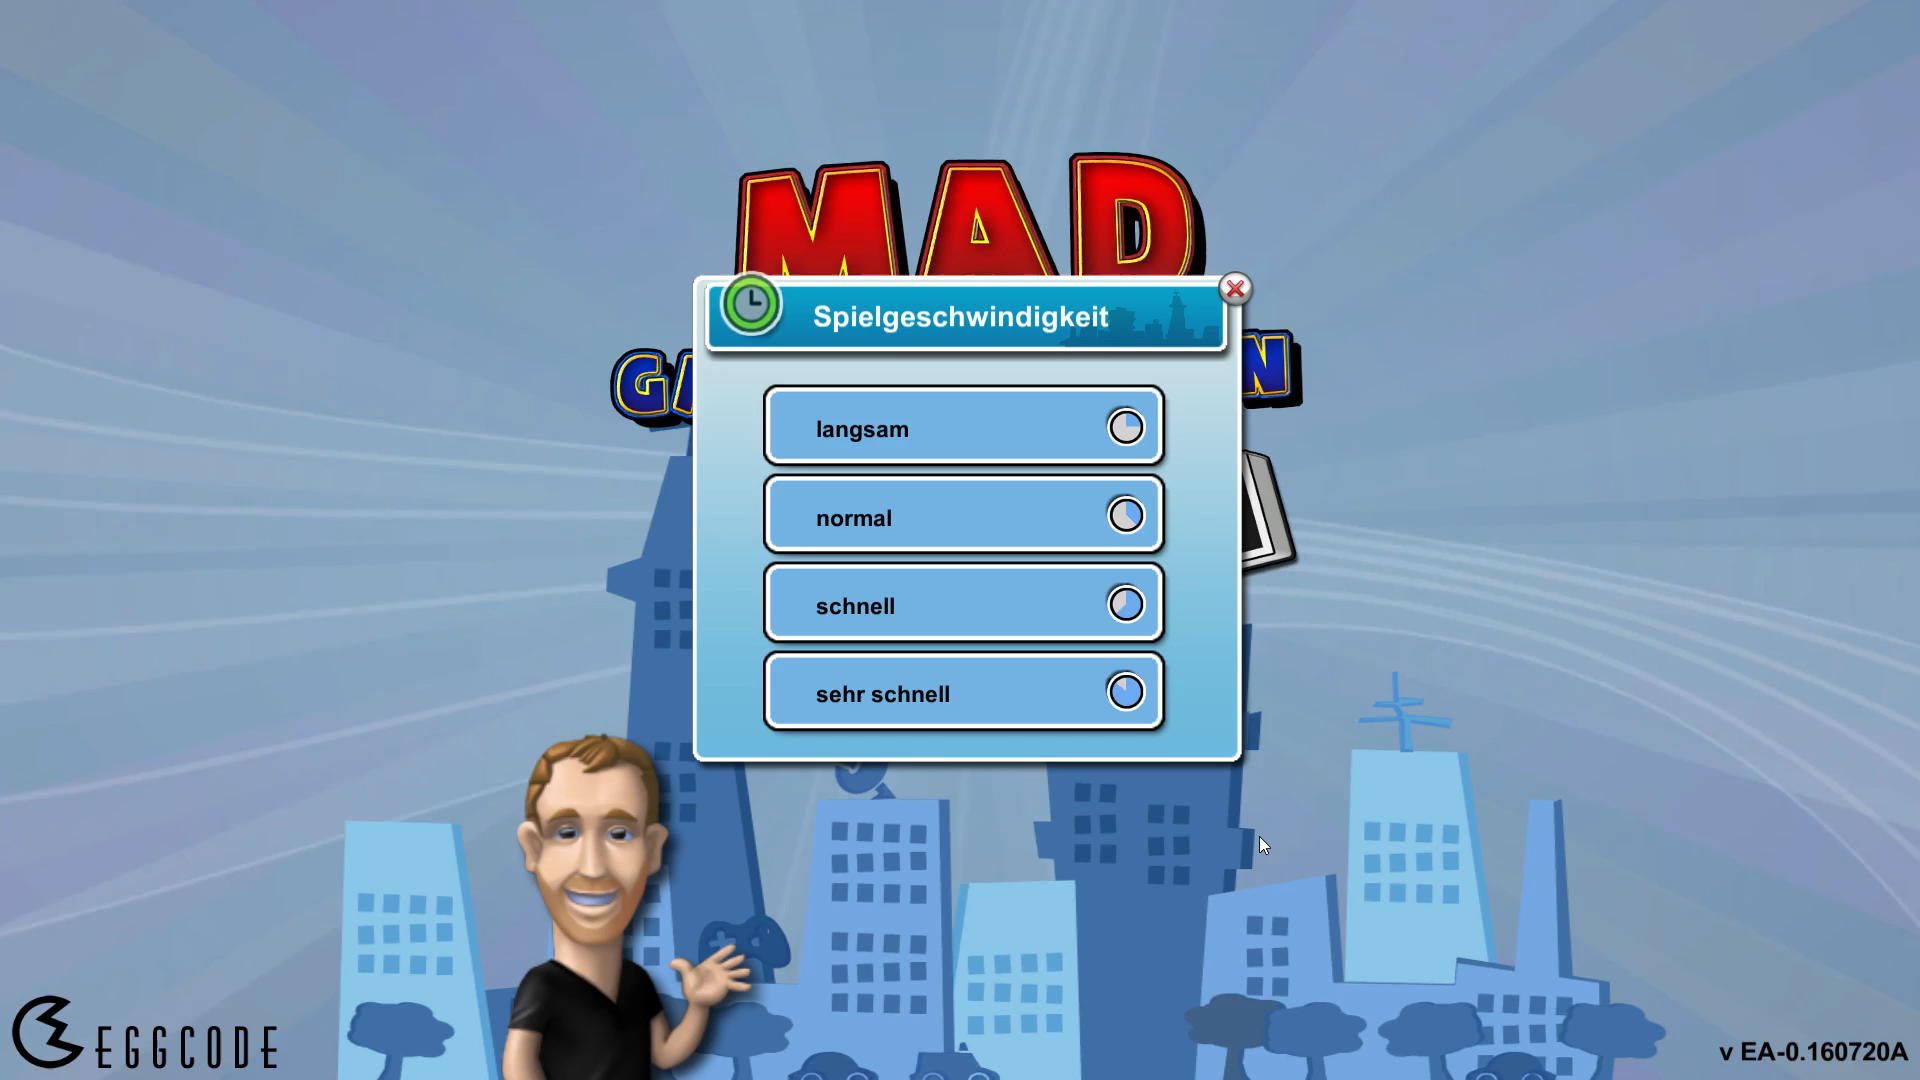 MAD
Spielgeschwindigkeit
langsam
normal
schnell
sehr schnell
EGGCODE
v EA-0.160720A